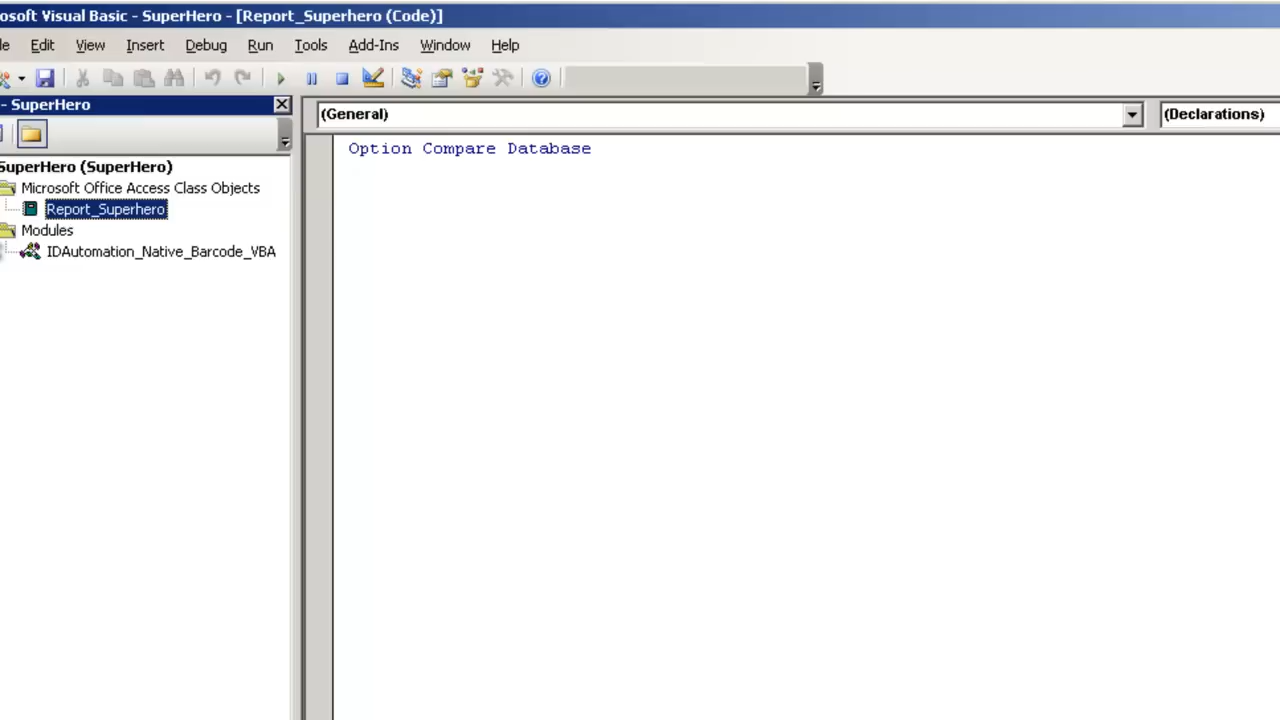 osoft Visual Basic - SuperHero - [Report_Superhero (Code)]
le Edit View Insert Debug Run Tools Add-Ins Window Help
- SuperHero
(General) (Declarations)
Option Compare Database
SuperHero (SuperHero)
Microsoft Office Access Class Objects
Report_Superhero
Modules
IDAutomation_Native_Barcode_VBA